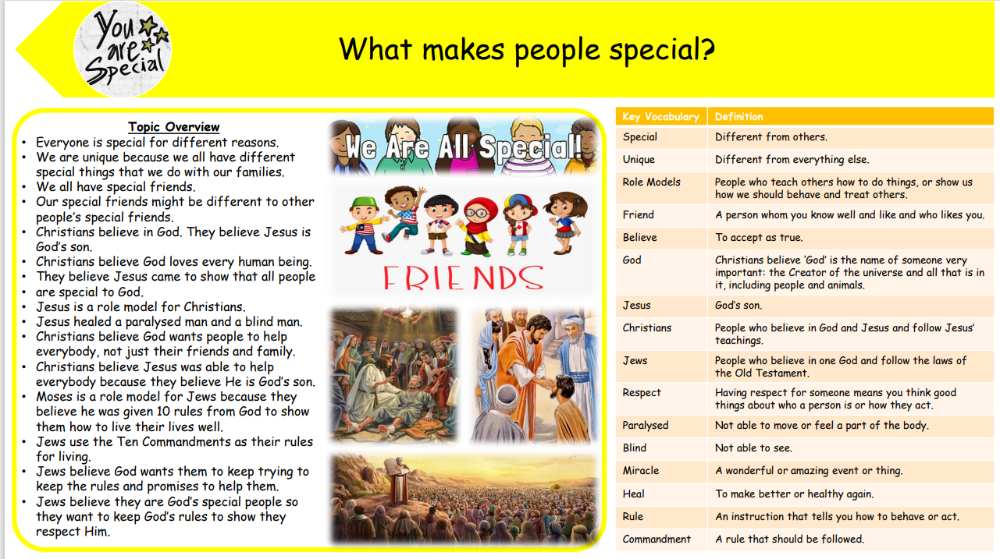 You
are
Special
What makes people special?
Topic Overview
• Everyone is special for different reasons.
• We are unique because we all have different
special things that we do with our families.
• We all have special friends.
• Our special friends might be different to other
people's special friends.
• Christians believe in God. They believe Jesus is
God's son.
• Christians believe God loves every human being.
• They believe Jesus came to show that all people
• are special to God.
• Jesus is a role model for Christians.
• Jesus healed a paralysed man and a blind man.
• Christians believe God wants people to help
everybody, not just their friends and family.
• Christians believe Jesus was able to help
everybody because they believe He is God's son.
• Moses is a role model for Jews because they
believe he was given 10 rules from God to show
them how to live their lives well.
• Jews use the Ten Commandments as their rules
for living.
• Jews believe God wants them to keep trying to
keep the rules and promises to help them.
• Jews believe they are God's special people so
they want to keep God's rules to show they
respect Him.
We Are All Special!
FRIENDS
Key Vocabulary Definition
Special Different from others.
Unique Different from everything else.
Role Models People who teach others how to do things, or show us
how we should behave and treat others.
Friend A person whom you know well and like and who likes you.
Believe To accept as true.
God Christians believe 'God' is the name of someone very
important: the Creator of the universe and all that is in
it, including people and animals.
Jesus God's son.
Christians People who believe in God and Jesus and follow Jesus'
teachings.
Jews People who believe in one God and follow the laws of
the Old Testament.
Respect Having respect for someone means you think good
things about who a person is or how they act.
Paralysed Not able to move or feel a part of the body.
Blind Not able to see.
Miracle A wonderful or amazing event or thing.
Heal To make better or healthy again.
Rule An instruction that tells you how to behave or act.
Commandment A rule that should be followed.